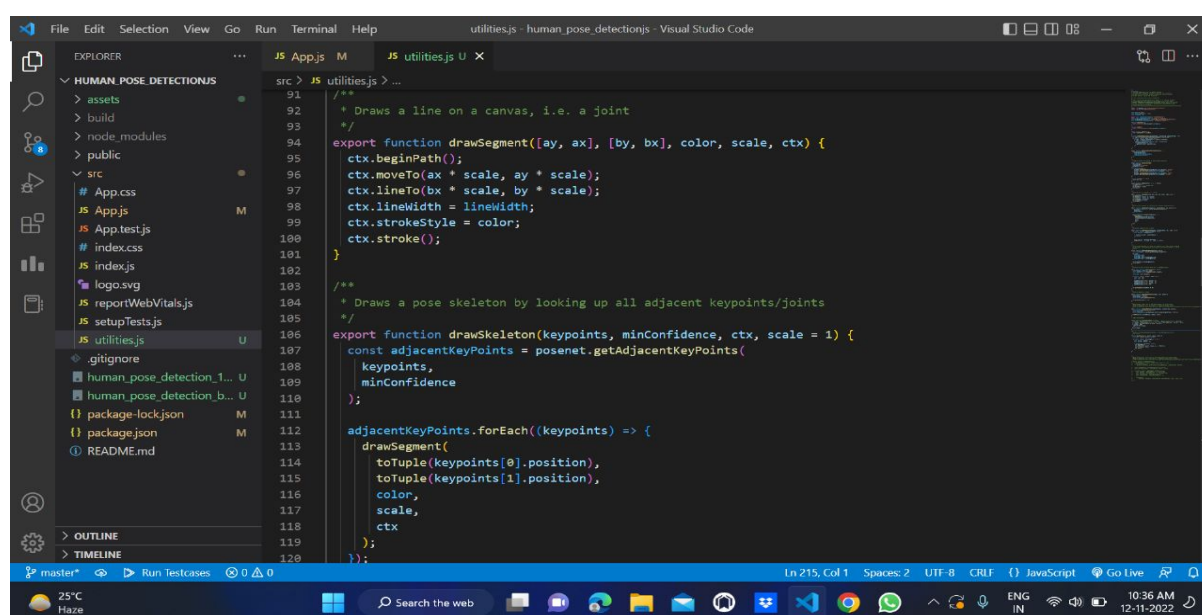 File Edit Selection View Go Run Terminal Help utilities.js - human_pose_detectionjs - Visual Studio Code
EXPLORER
HUMAN_POSE_DETECTIONJS
> assets
> build
> node_modules
> public
src
# App.css
JS App.js M
JS App.test.js
# index.css
JS index.js
logo.svg
JS reportWebVitals.js
JS setupTests.js
JS utilities.js U
.gitignore
human_pose_detection_1... U
human_pose_detection_b... U
{} package-lock.json M
{} package.json M
README.md
> OUTLINE
> TIMELINE
8
JS App.js M JS utilities.js U
src > JS utilities.js > ...
91 /**
92 * Draws a line on a canvas, i.e. a joint
93 */
94 export function drawSegment([ay, ax], [by, bx], color, scale, ctx) {
95 ctx.beginPath();
96 ctx.moveTo(ax * scale, ay * scale);
97 ctx.lineTo(bx * scale, by * scale);
98 ctx.lineWidth = lineWidth;
99 ctx.strokeStyle = color;
100 ctx.stroke();
101 }
102
103 /**
104 * Draws a pose skeleton by looking up all adjacent keypoints/joints
105 */
106 export function drawSkeleton(keypoints, minConfidence, ctx, scale = 1) {
107 const adjacentKeyPoints = posenet.getAdjacentKeyPoints(
108 keypoints,
109 minConfidence
110 );
111
112 adjacentKeyPoints.forEach((keypoints) => {
113 drawSegment(
114 toTuple(keypoints[0].position),
115 toTuple(keypoints[1].position),
116 color,
117 scale,
118 ctx
119 );
120 });
master* Run Testcases 0 0 Ln 215, Col 1 Spaces: 2 UTF-8 CRLF {} JavaScript Go Live
25°C
Haze
Search the web
ENG
IN
10:36 AM
12-11-2022